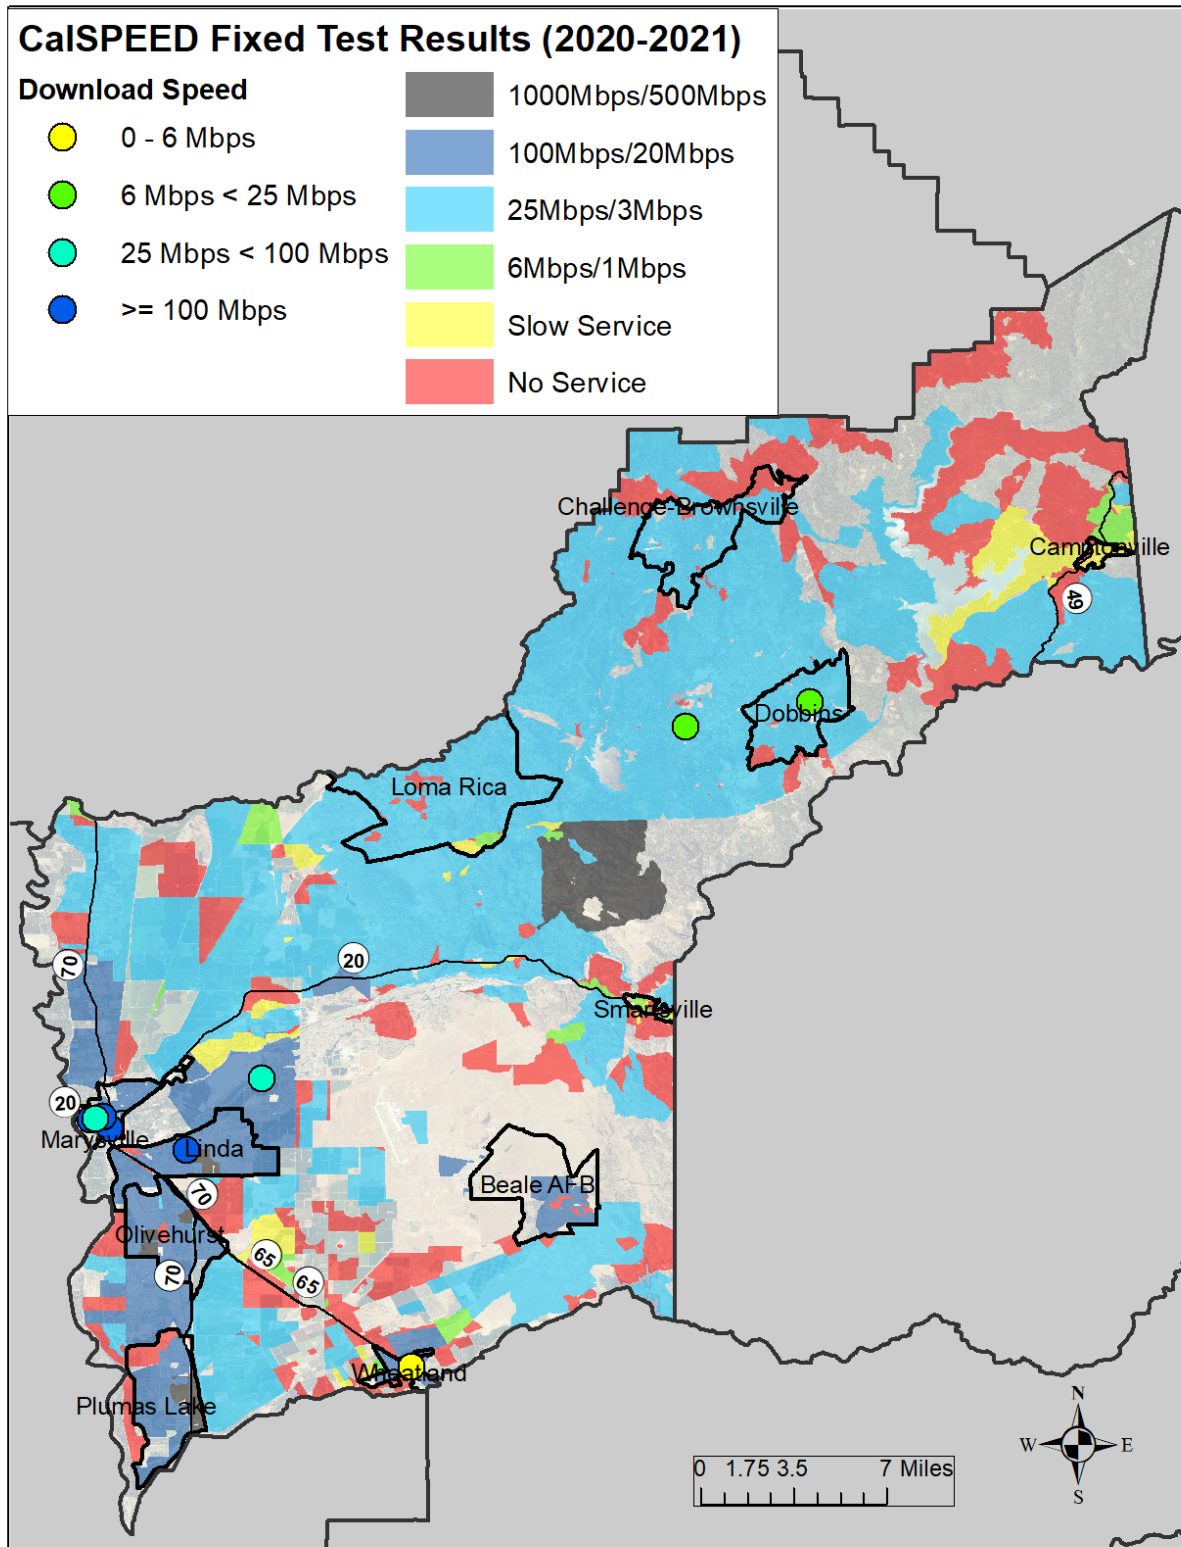 CalSPEED Fixed Test Results (2020-2021)
Download Speed
0 - 6 Mbps
6 Mbps < 25 Mbps
25 Mbps < 100 Mbps
>= 100 Mbps
1000Mbps/500Mbps
100Mbps/20Mbps
25Mbps/3Mbps
6Mbps/1Mbps
Slow Service
No Service
Challence-Brownsville
Camptonville
49
Dobbins
Loma Rica
70
20
Smartsville
20
Marysville
Linda
Beale AFB
70
Olivehurst
65
65
70
Wheatland
Plumas Lake
N
W
E
S
0 1.75 3.5 7 Miles